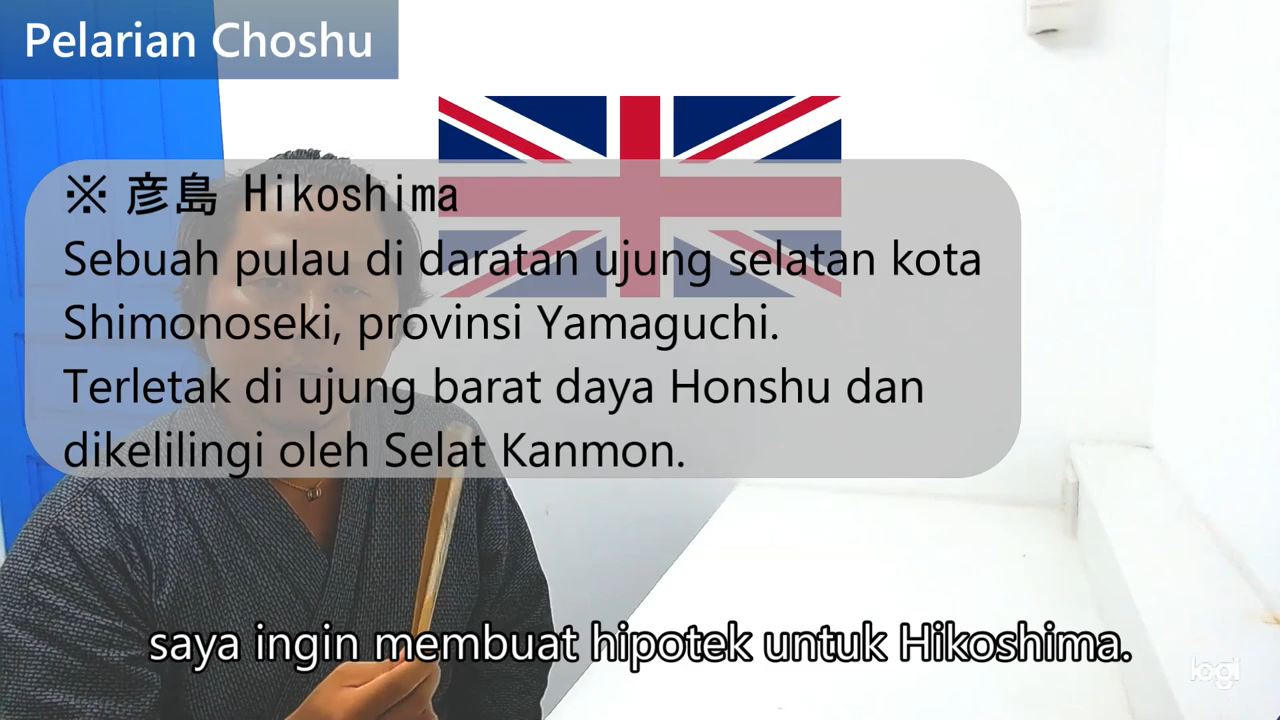 Pelarian Choshu
※ 彦島 Hikoshima
Sebuah pulau di daratan ujung selatan kota
Shimonoseki, provinsi Yamaguchi.
Terletak di ujung barat daya Honshu dan
dikelilingi oleh Selat Kanmon.
saya ingin membuat hipotek untuk Hikoshima.
logi